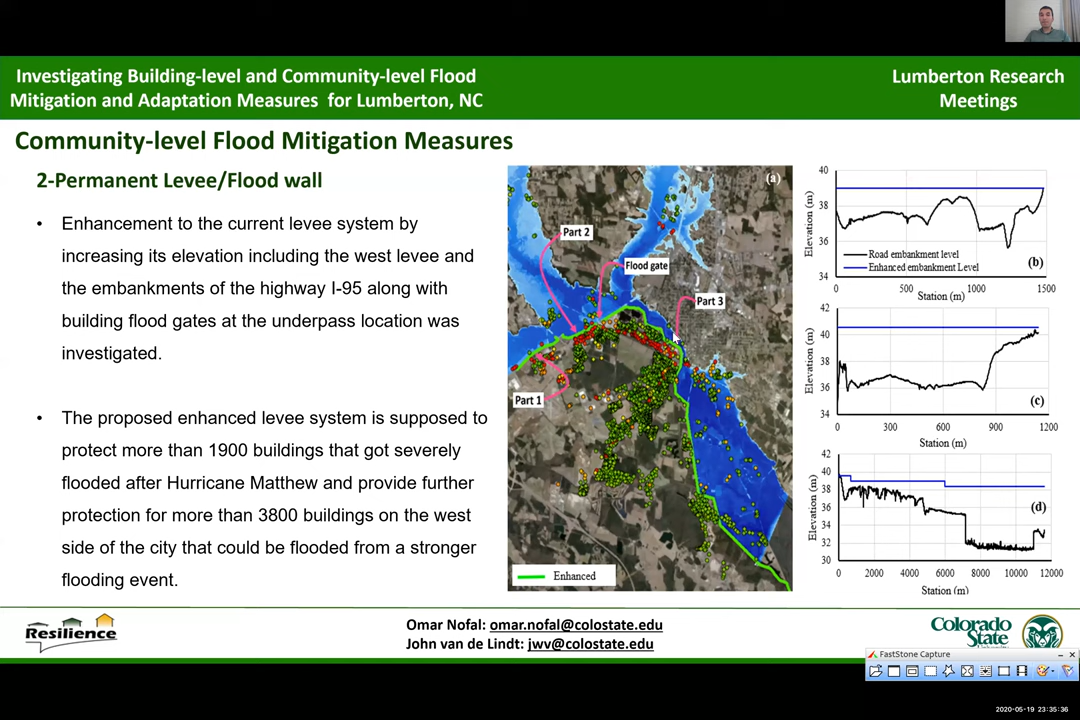 Investigating Building-level and Community-level Flood
Mitigation and Adaptation Measures for Lumberton, NC
Lumberton Research
Meetings
Community-level Flood Mitigation Measures
2-Permanent Levee/Flood wall
• Enhancement to the current levee system by
increasing its elevation including the west levee and
the embankments of the highway I-95 along with
building flood gates at the underpass location was
investigated.
• The proposed enhanced levee system is supposed to
protect more than 1900 buildings that got severely
flooded after Hurricane Matthew and provide further
protection for more than 3800 buildings on the west
side of the city that could be flooded from a stronger
flooding event.
(a)
Part 2
Flood gate
Part 3
Part 1
Enhanced
40
38
36
34
Elevation (m)
Road embankment level
Enhanced embankment Level
(b)
0 500 1000 1500
Station (m)
42
40
38
36
34
Elevation (m)
(c)
0 300 600 900 1200
Station (m)
42
40
38
36
34
32
30
Elevation (m)
(d)
0 2000 4000 6000 8000 10000 12000
Station (m)
Resilience
Omar Nofal: omar.nofal@colostate.edu
John van de Lindt: jwv@colostate.edu
Colorado
State
FastStone Capture
2020-05-19 23:35:36